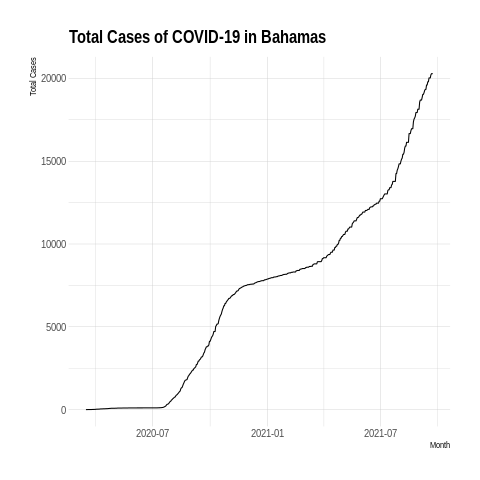 Total Cases of COVID-19 in Bahamas
Total Cases
20000
15000
10000
5000
0
2020-07
2021-01
2021-07
Month